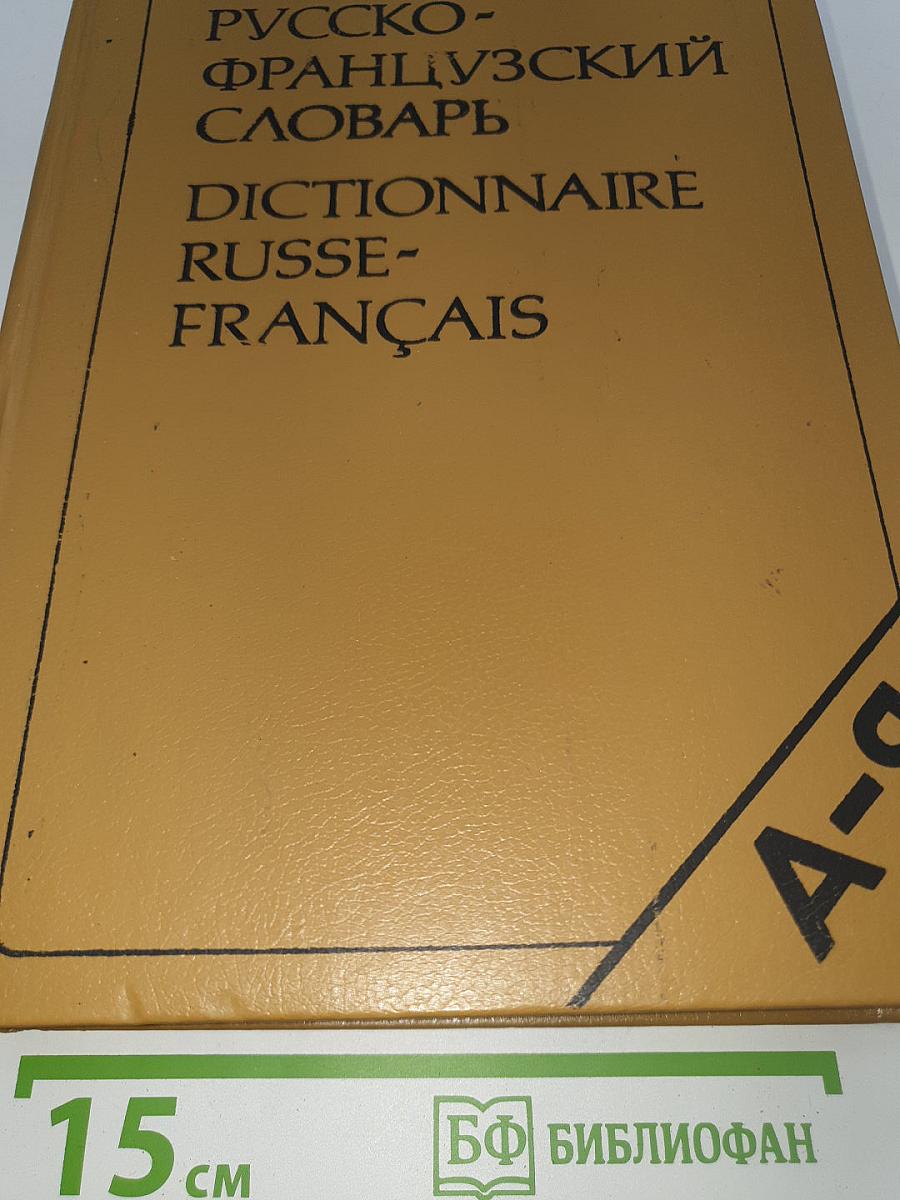 РУССКО-
ФРАНЦУЗСКИЙ
СЛОВАРЬ
DICTIONNAIRE
RUSSE-
FRANÇAIS
А-Я
15 см
БФ БИБЛИОФАН